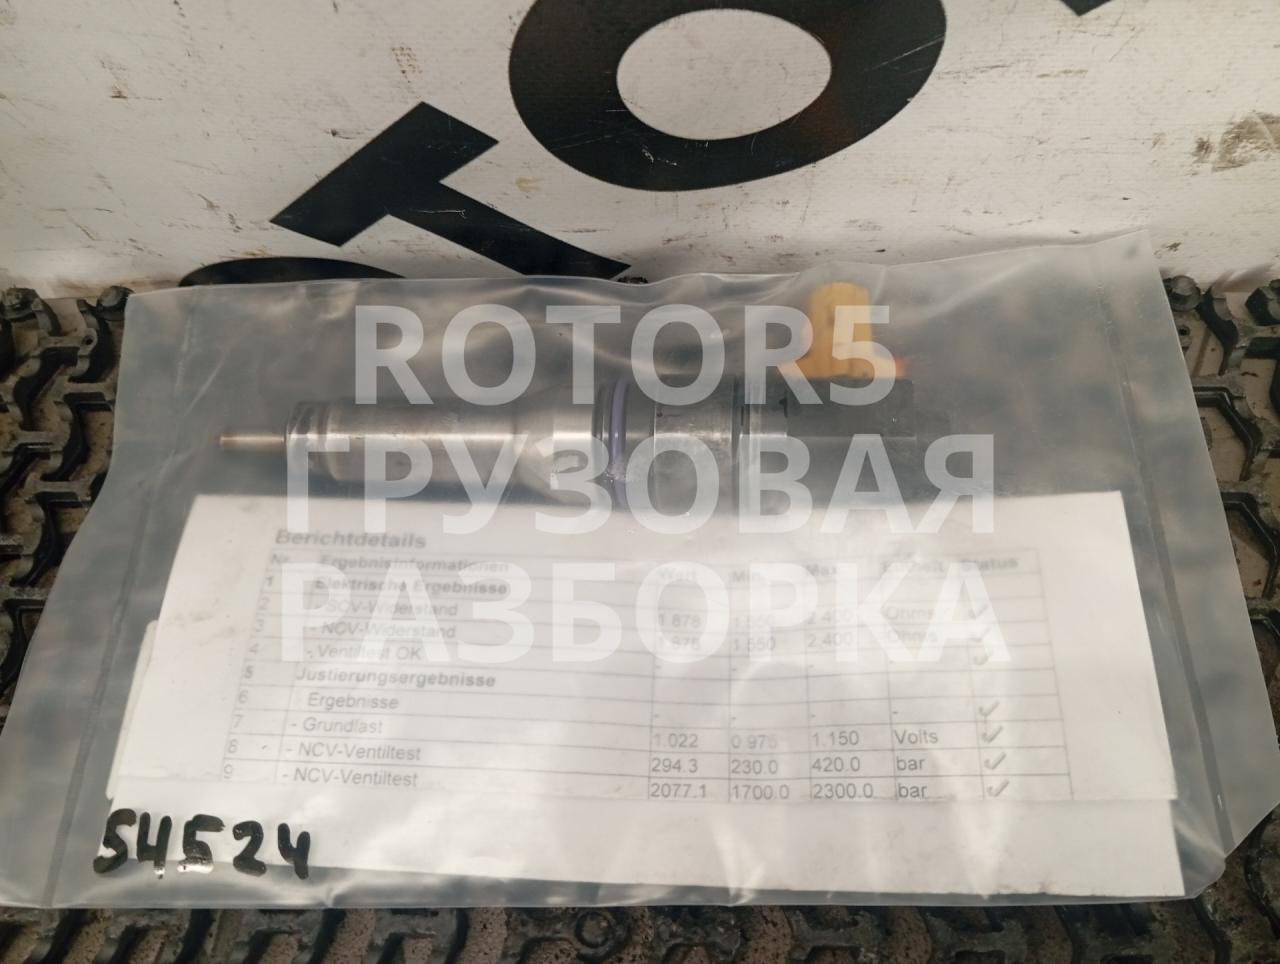 ROTOR5
ГРУЗОВАЯ
РАЗБОРКА
Berichtdetails
Nr. Ergebnisinformationen Wert Min. Max. Einheit Status
1 Elektrische Ergebnisse
2 - SCV-Widerstand 1.878 1.550 2.400 Ohms ✓
3 - NCV-Widerstand 1.876 1.550 2.400 Ohms ✓
4 - Ventiltest OK - - - ✓
5 Justierungsergebnisse
6 Ergebnisse - - - ✓
7 - Grundlast 1.022 0.975 1.150 Volts ✓
8 - NCV-Ventiltest 294.3 230.0 420.0 bar ✓
9 - NCV-Ventiltest 2077.1 1700.0 2300.0 bar ✓
54524